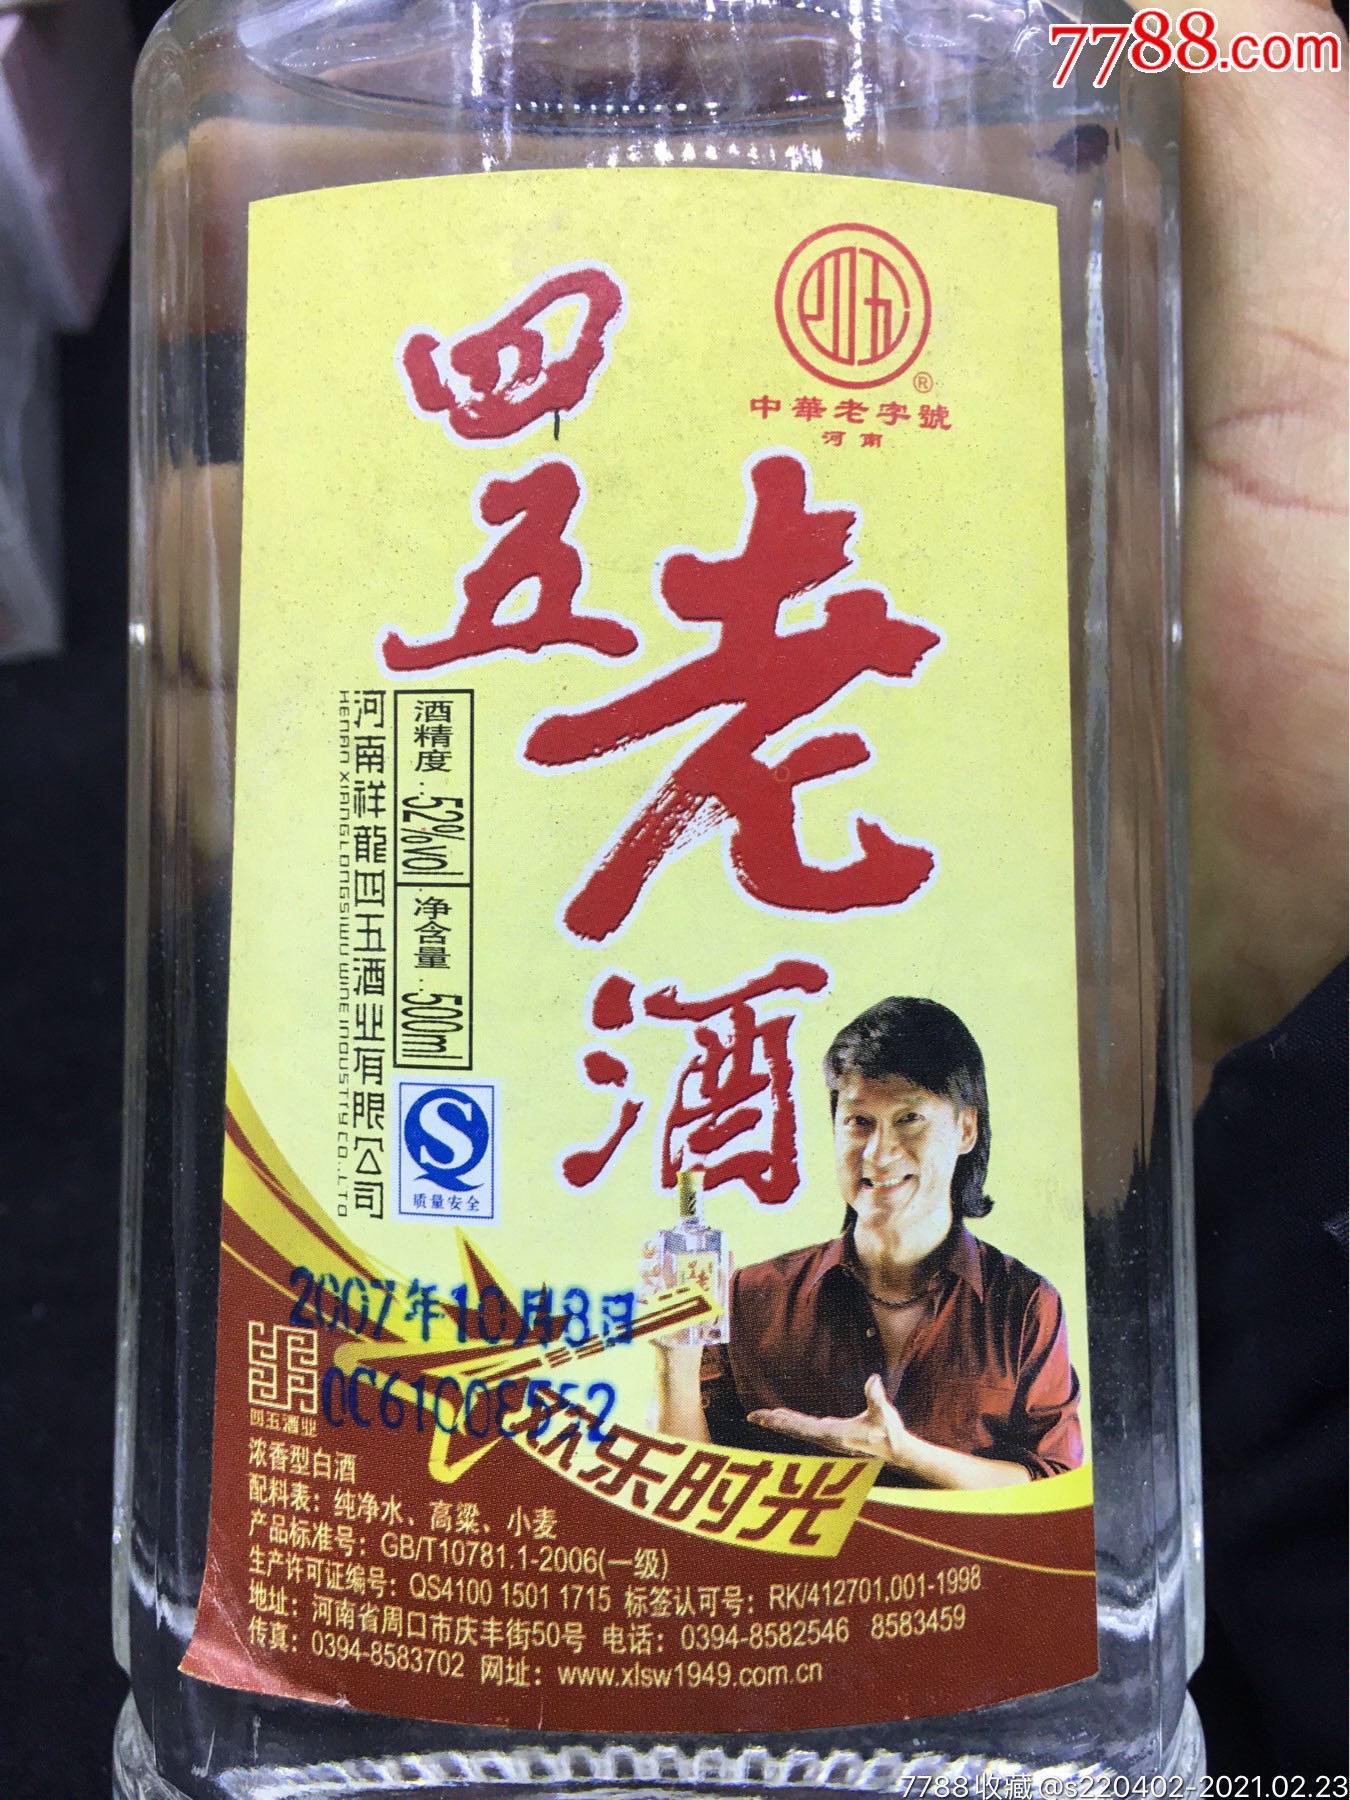 7788.com
四五
中華老字號
河南
四五
老酒
酒精度：52%vol 净含量：500ml
河南祥龍四五酒业有限公司
HENAN XIANGLONGSIWU WINE INDUSTTY CO.,LTD
QS
质量安全
2007年10月8日
四五酒业
欢乐时光
浓香型白酒
配料表：纯净水、高粱、小麦
产品标准号：GB/T10781.1-2006(一级)
生产许可证编号：QS4100 1501 1715 标签认可号：RK/412701.001-1998
地址：河南省周口市庆丰街50号 电话：0394-8582546 8583459
传真：0394-8583702 网址：www.xlsw1949.com.cn
7788收藏@s220402-2021.02.23